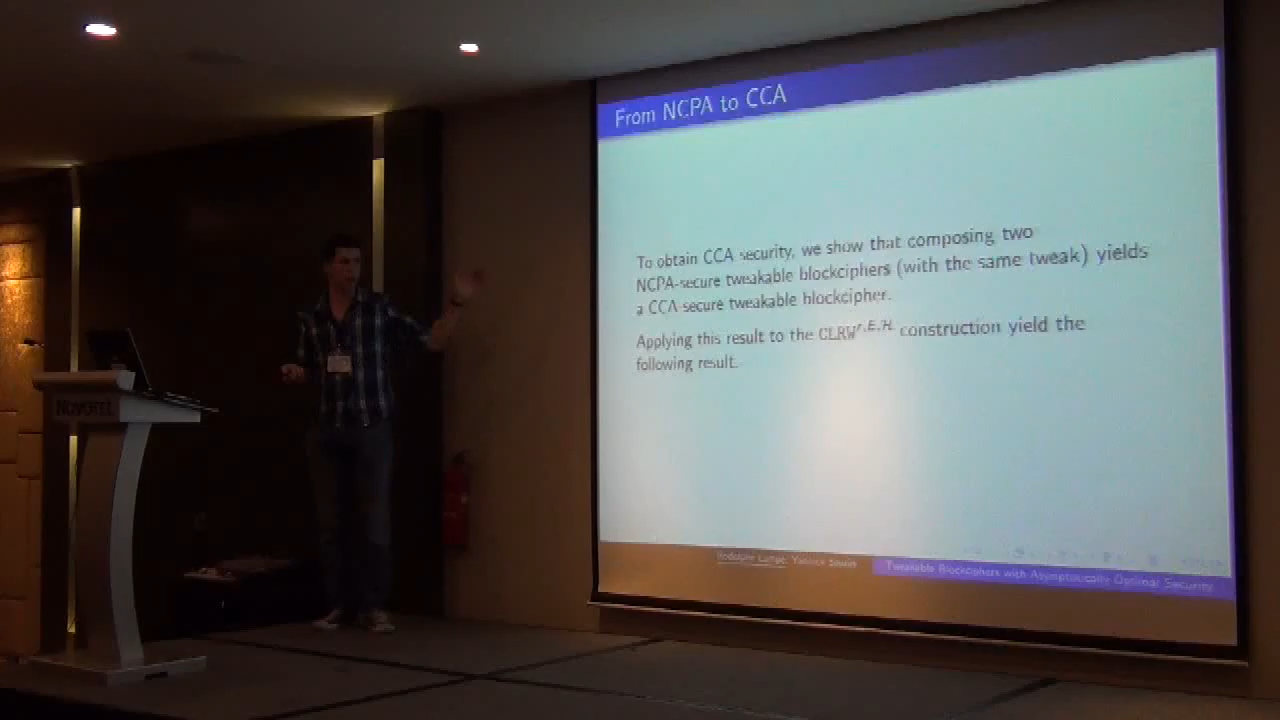 From NCPA to CCA
To obtain CCA security, we show that composing two
NCPA-secure tweakable blockciphers (with the same tweak) yields
a CCA-secure tweakable blockcipher.
Applying this result to the CLRW^{r,E,H} construction yield the
following result.
NOVOTEL
Rodolphe Lampe, Yannick Seurin
Tweakable Blockciphers with Asymptotically Optimal Security